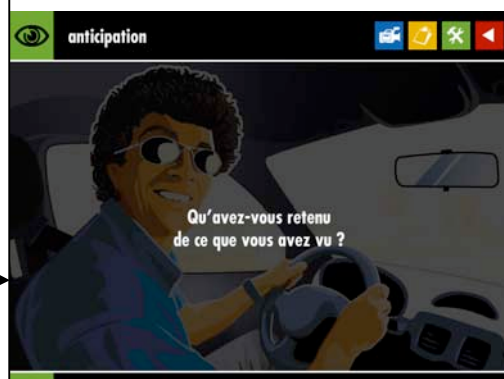 anticipation
Qu'avez-vous retenu
de ce que vous avez vu ?